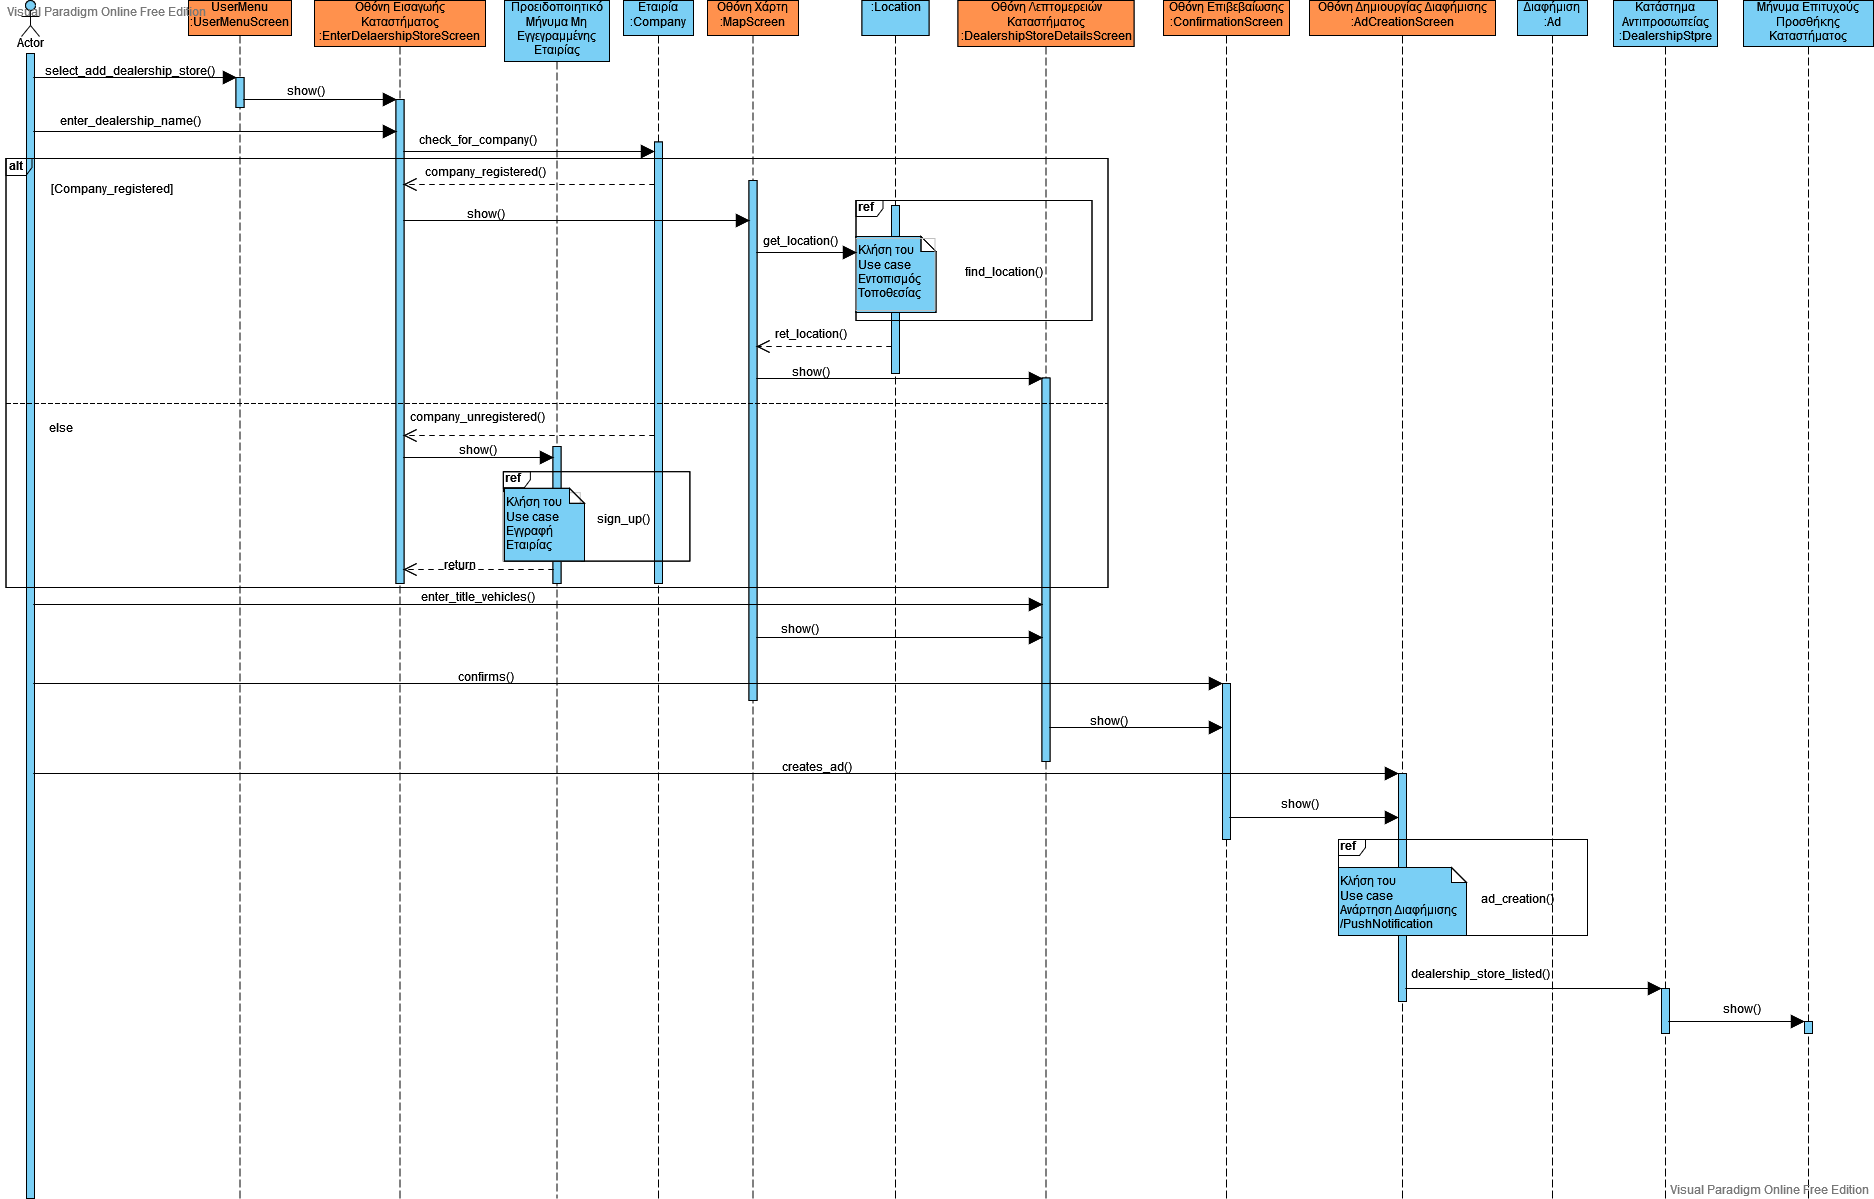 Visual Paradigm Online Free Edition
Actor
UserMenu
:UserMenuScreen
Οθόνη Εισαγωγής
Καταστήματος
:EnterDelaershipStoreScreen
Προειδοποιητικό
Μήνυμα Μη
Εγγεγραμμένης
Εταιρίας
Εταιρία
:Company
Οθόνη Χάρτη
:MapScreen
:Location
Οθόνη Λεπτομερειών
Καταστήματος
:DealershipStoreDetailsScreen
Οθόνη Επιβεβαίωσης
:ConfirmationScreen
Οθόνη Δημιουργίας Διαφήμισης
:AdCreationScreen
Διαφήμιση
:Ad
Κατάστημα
Αντιπροσωπείας
:DealershipStpre
Μήνυμα Επιτυχούς
Προσθήκης
Καταστήματος
select_add_dealership_store()
show()
enter_dealership_name()
check_for_company()
alt
[Company_registered]
company_registered()
show()
ref
get_location()
Κλήση του
Use case
Εντοπισμός
Τοποθεσίας
find_location()
ret_location()
show()
else
company_unregistered()
show()
ref
Κλήση του
Use case
Εγγραφή
Εταιρίας
sign_up()
return
enter_title_vehicles()
show()
confirms()
show()
creates_ad()
show()
ref
Κλήση του
Use case
Ανάρτηση Διαφήμισης
/PushNotification
ad_creation()
dealership_store_listed()
show()
Visual Paradigm Online Free Edition